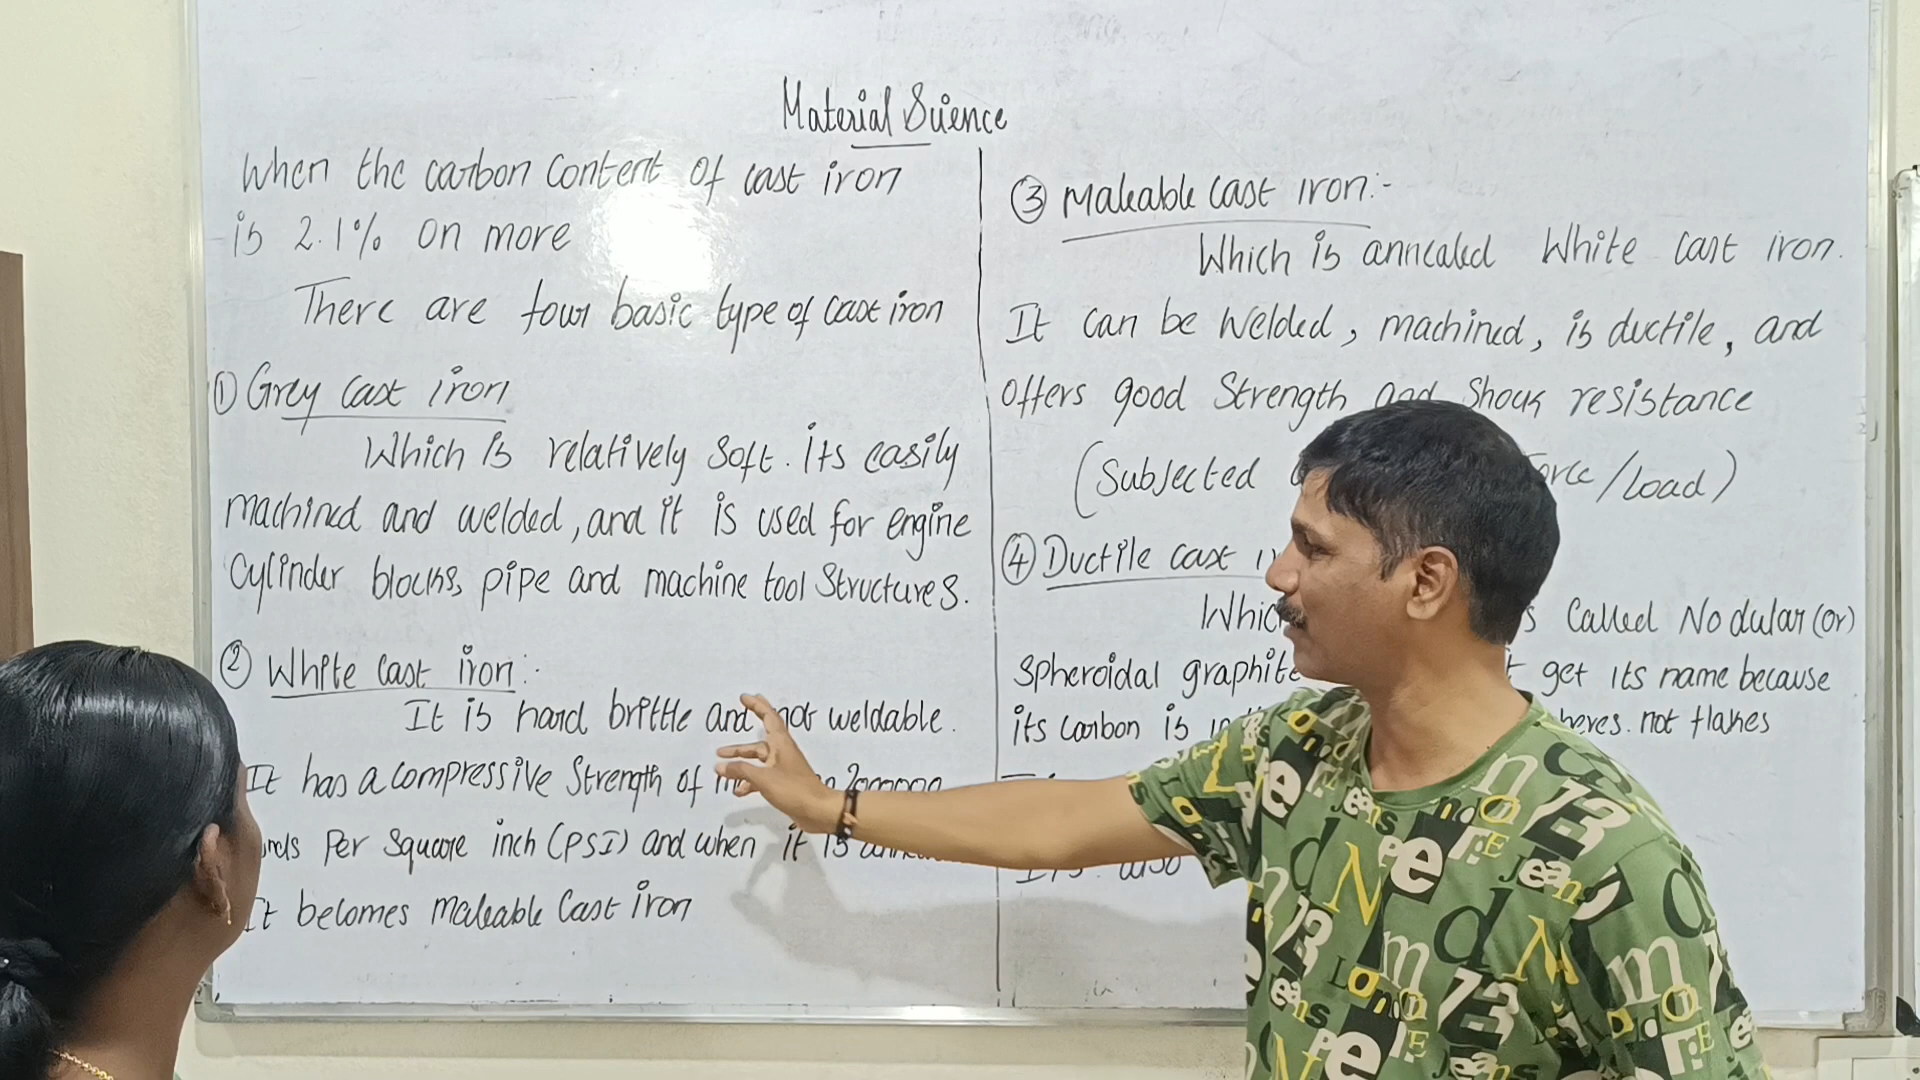 Material Science
When the carbon content of cast iron
is 2.1% on more
There are four basic type of cast iron
① Grey cast iron
Which is relatively soft. its easily
machined and welded, and it is used for engine
cylinder blocks, pipe and machine tool structures.
② White cast iron:-
It is hard brittle and not weldable.
It has a compressive strength of
Per square inch (PSI) and when it is
It becomes maleable cast iron
③ Maleable cast iron:-
Which is annealed White cast iron.
It can be welded, machined, is ductile, and
offers good strength and shock resistance
(Subjected /Load)
④ Ductile cast
called Nodular (or)
spheroidal graphite get its name because
its carbon is not flakes
also